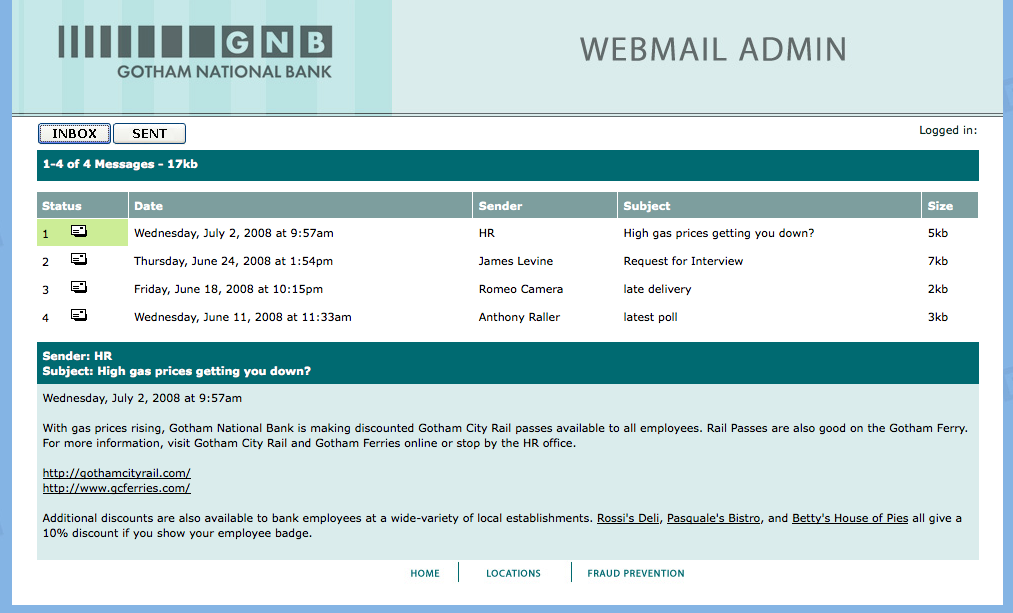 GNB
GOTHAM NATIONAL BANK
WEBMAIL ADMIN
INBOX SENT
Logged in:
1-4 of 4 Messages - 17kb
Status Date Sender Subject Size
1 Wednesday, July 2, 2008 at 9:57am HR High gas prices getting you down? 5kb
2 Thursday, June 24, 2008 at 1:54pm James Levine Request for Interview 7kb
3 Friday, June 18, 2008 at 10:15pm Romeo Camera late delivery 2kb
4 Wednesday, June 11, 2008 at 11:33am Anthony Raller latest poll 3kb
Sender: HR
Subject: High gas prices getting you down?
Wednesday, July 2, 2008 at 9:57am
With gas prices rising, Gotham National Bank is making discounted Gotham City Rail passes available to all employees. Rail Passes are also good on the Gotham Ferry.
For more information, visit Gotham City Rail and Gotham Ferries online or stop by the HR office.
http://gothamcityrail.com/
http://www.gcferries.com/
Additional discounts are also available to bank employees at a wide-variety of local establishments. Rossi's Deli, Pasquale's Bistro, and Betty's House of Pies all give a
10% discount if you show your employee badge.
HOME LOCATIONS FRAUD PREVENTION